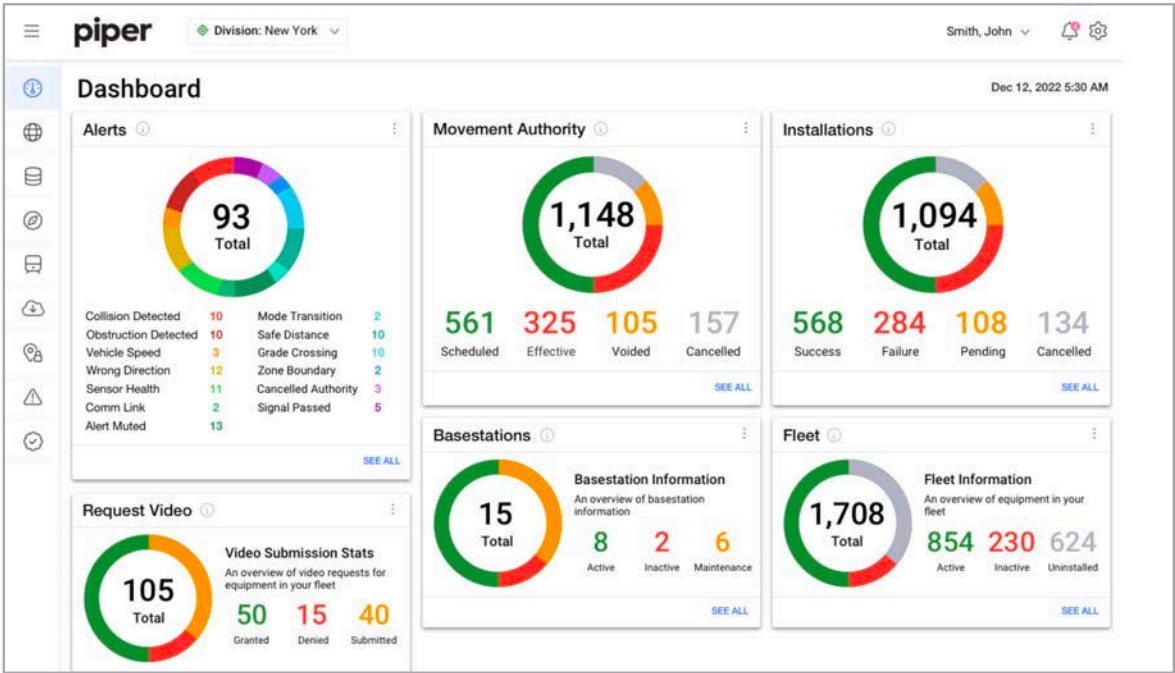 piper
Division: New York
Smith, John
Dashboard
Dec 12, 2022 5:30 AM
Alerts
93
Total
Collision Detected 10
Obstruction Detected 10
Vehicle Speed 3
Wrong Direction 12
Sensor Health 11
Comm Link 2
Alert Muted 13
Mode Transition 2
Safe Distance 10
Grade Crossing 10
Zone Boundary 2
Cancelled Authority 3
Signal Passed 5
SEE ALL
Movement Authority
1,148
Total
561 325 105 157
Scheduled Effective Voided Cancelled
SEE ALL
Installations
1,094
Total
568 284 108 134
Success Failure Pending Cancelled
SEE ALL
Request Video
105
Total
Video Submission Stats
An overview of video requests for
equipment in your fleet
50 15 40
Granted Denied Submitted
Basestations
15
Total
Basestation Information
An overview of basestation
information
8 2 6
Active Inactive Maintenance
SEE ALL
Fleet
1,708
Total
Fleet Information
An overview of equipment in your
fleet
854 230 624
Active Inactive Uninstalled
SEE ALL